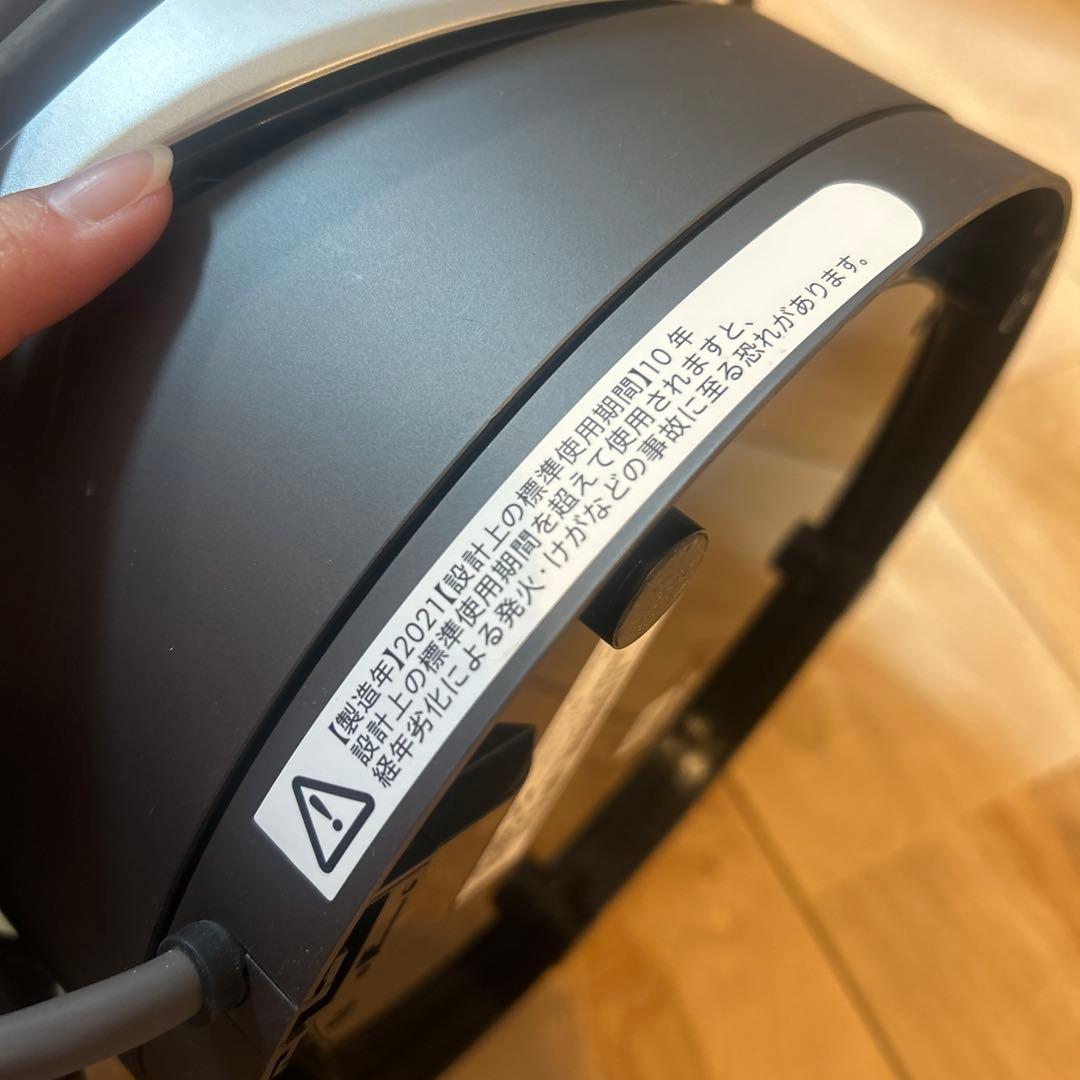 【製造年】2021【設計上の標準使用期間】10 年
設計上の標準使用期間を超えて使用されますと、
経年劣化による発火・けがなどの事故に至る恐れがあります。